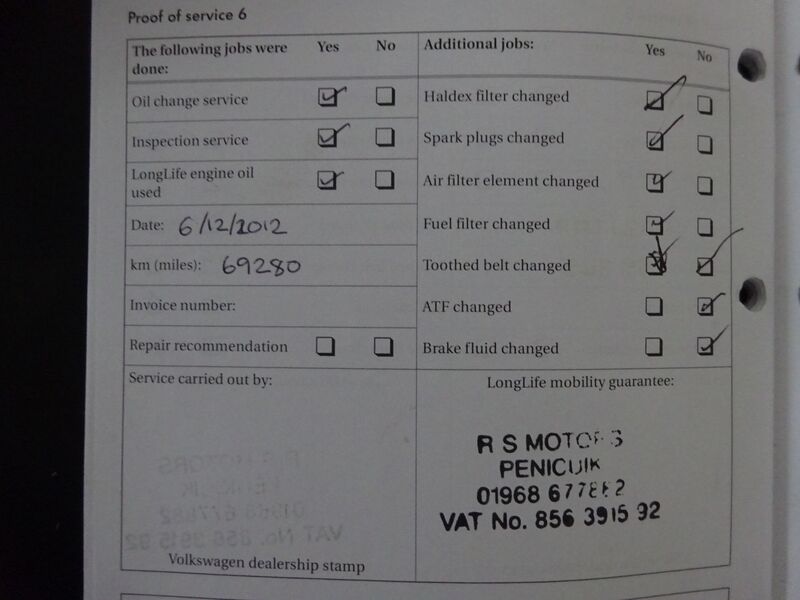 Proof of service 6
The following jobs were done: Yes No
Oil change service
Inspection service
LongLife engine oil used
Date: 6/12/2012
km (miles): 69280
Invoice number:
Repair recommendation
Service carried out by:
Volkswagen dealership stamp
Additional jobs: Yes No
Haldex filter changed
Spark plugs changed
Air filter element changed
Fuel filter changed
Toothed belt changed
ATF changed
Brake fluid changed
LongLife mobility guarantee:
R S MOTORS
PENICUIK
01968 677882
VAT No. 856 3915 92